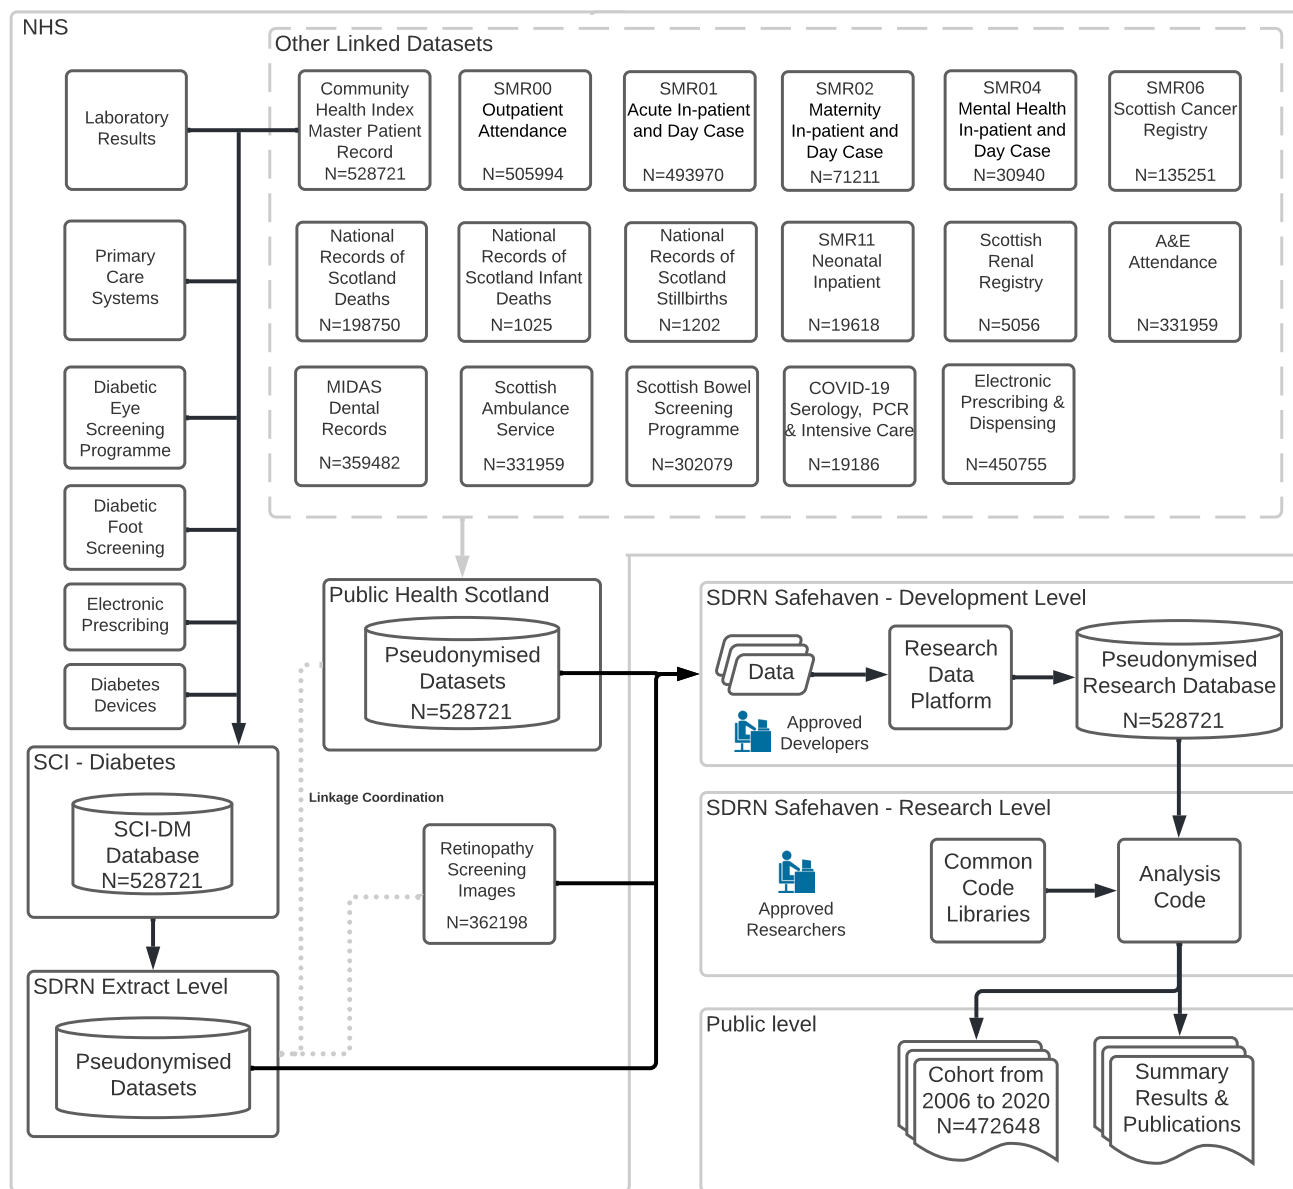 NHS
Other Linked Datasets
Laboratory
Results
Community
Health Index
Master Patient
Record
N=528721
SMR00
Outpatient
Attendance
N=505994
SMR01
Acute In-patient
and Day Case
N=493970
SMR02
Maternity
In-patient and
Day Case
N=71211
SMR04
Mental Health
In-patient and
Day Case
N=30940
SMR06
Scottish Cancer
Registry
N=135251
Primary
Care
Systems
National
Records of
Scotland
Deaths
N=198750
National
Records of
Scotland Infant
Deaths
N=1025
National
Records of
Scotland
Stillbirths
N=1202
SMR11
Neonatal
Inpatient
N=19618
Scottish
Renal
Registry
N=5056
A&E
Attendance
N=331959
Diabetic
Eye
Screening
Programme
MIDAS
Dental
Records
N=359482
Scottish
Ambulance
Service
N=331959
Scottish Bowel
Screening
Programme
N=302079
COVID-19
Serology, PCR
& Intensive Care
N=19186
Electronic
Prescribing &
Dispensing
N=450755
Diabetic
Foot
Screening
Electronic
Prescribing
Diabetes
Devices
Public Health Scotland
Pseudonymised
Datasets
N=528721
SDRN Safehaven - Development Level
Data
Research
Data
Platform
Pseudonymised
Research Database
N=528721
Approved
Developers
SCI - Diabetes
SCI-DM
Database
N=528721
Linkage Coordination
Retinopathy
Screening
Images
N=362198
SDRN Safehaven - Research Level
Approved
Researchers
Common
Code
Libraries
Analysis
Code
SDRN Extract Level
Pseudonymised
Datasets
Public level
Cohort from
2006 to 2020
N=472648
Summary
Results &
Publications